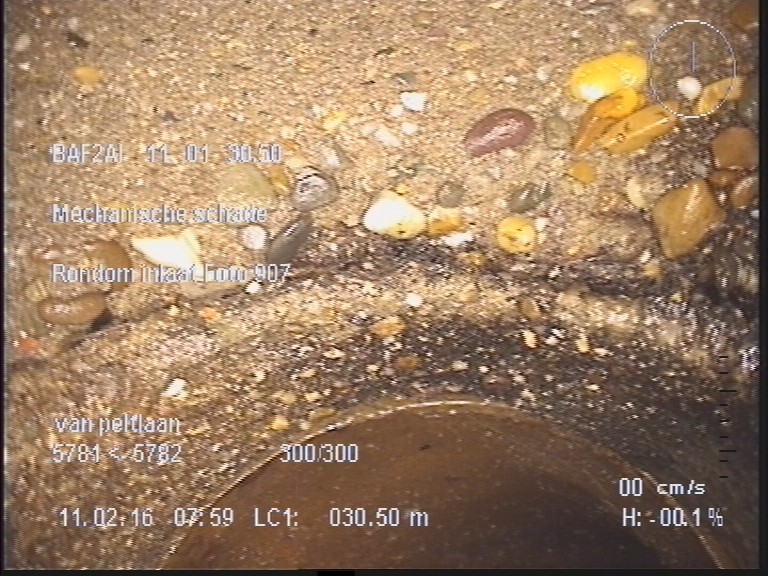 BAF2AI 11 01 30.50
Mechanische schade
Rondom inlaat.Foto 907
van peltlaan
5781 <- 5782 300/300
00 cm/s
11.02.16 07:59 LC1: 030.50 m H: -00.1 %